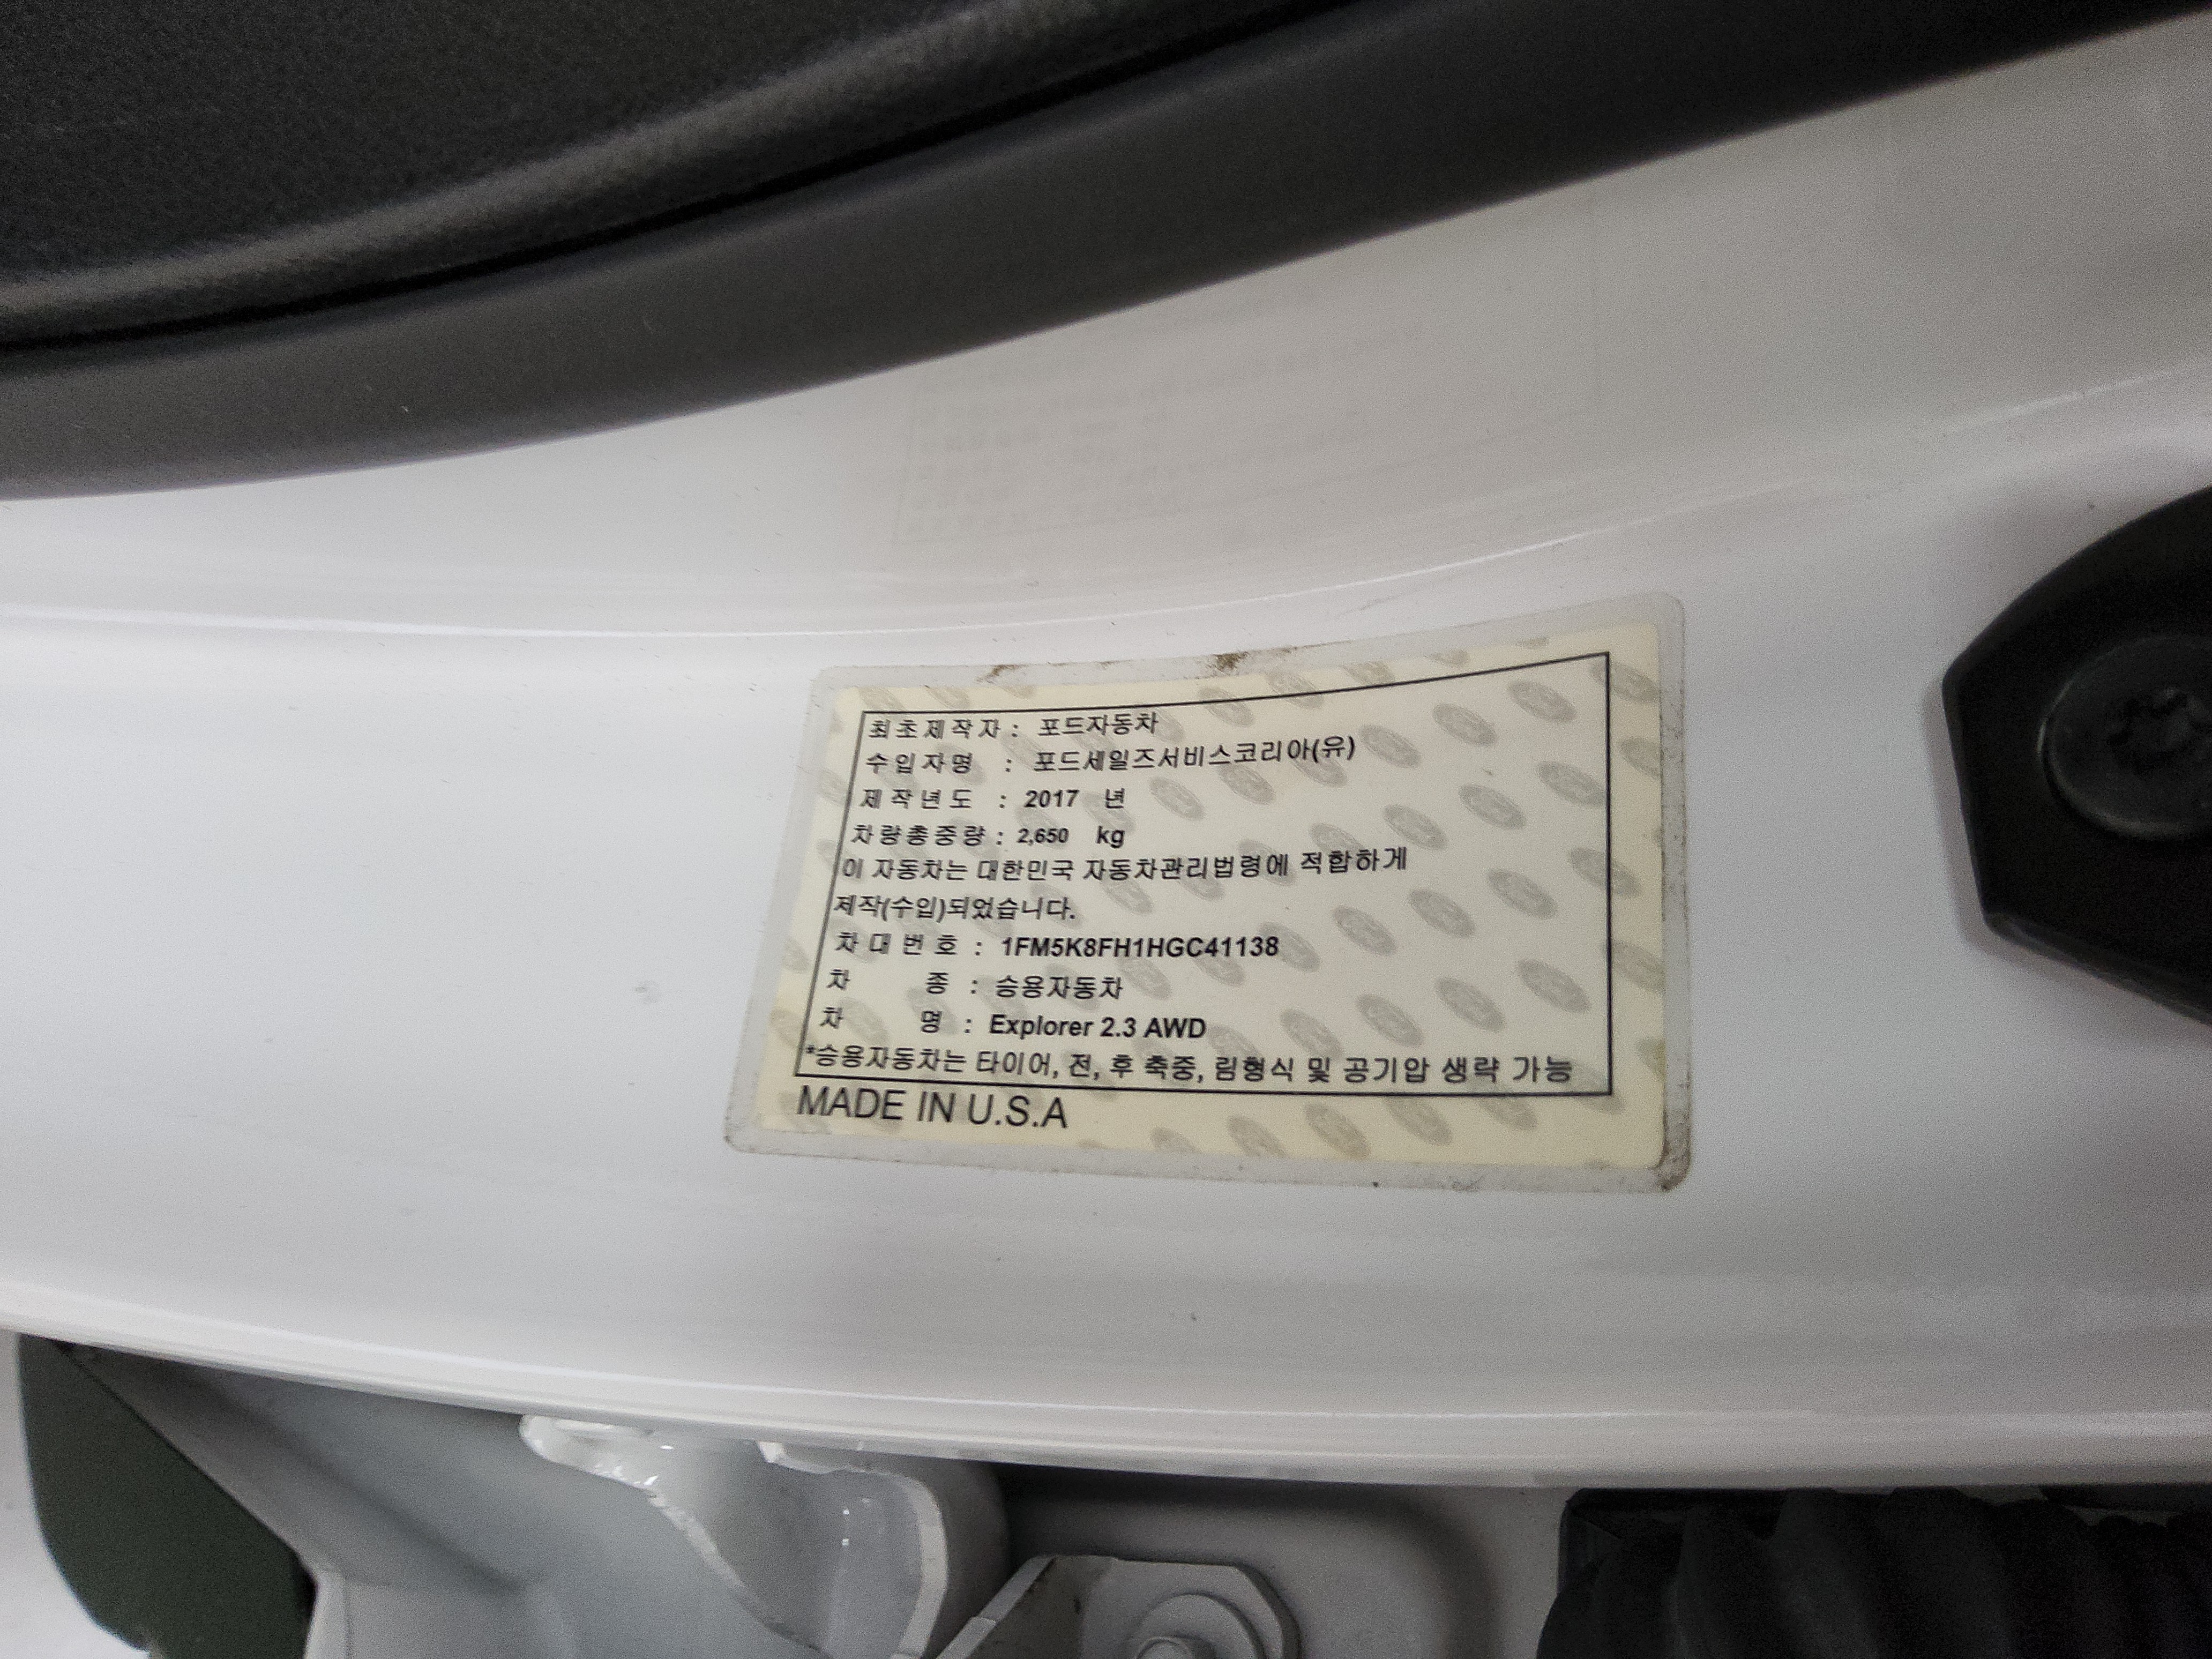 최초제작자 : 포드자동차
수입자명 : 포드세일즈서비스코리아(유)
제작년도 : 2017 년
차량총중량 : 2,650 kg
이 자동차는 대한민국 자동차관리법령에 적합하게
제작(수입)되었습니다.
차대번호 : 1FM5K8FH1HGC41138
차 종 : 승용자동차
차 명 : Explorer 2.3 AWD
*승용자동차는 타이어, 전, 후 축중, 림형식 및 공기압 생략 가능
MADE IN U.S.A